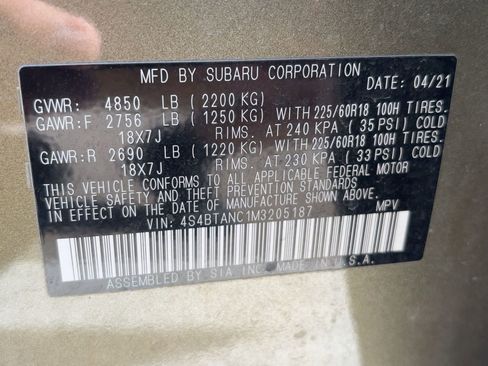 MFD BY SUBARU CORPORATION DATE: 04/21
GVWR: 4850 LB ( 2200 KG)
GAWR:F 2756 LB ( 1250 KG) WITH 225/60R18 100H TIRES.
18X7J RIMS. AT 240 KPA ( 35 PSI) COLD
GAWR:R 2690 LB ( 1220 KG) WITH 225/60R18 100H TIRES.
18X7J RIMS. AT 230 KPA ( 33 PSI) COLD
THIS VEHICLE CONFORMS TO ALL APPLICABLE FEDERAL MOTOR
VEHICLE SAFETY AND THEFT PREVENTION STANDARDS
IN EFFECT ON THE DATE OF MANUFACTURE SHOWN ABOVE.
VIN: 4S4BTANC1M3205187 MPV
ASSEMBLED BY SIA INC. MADE IN U.S.A.